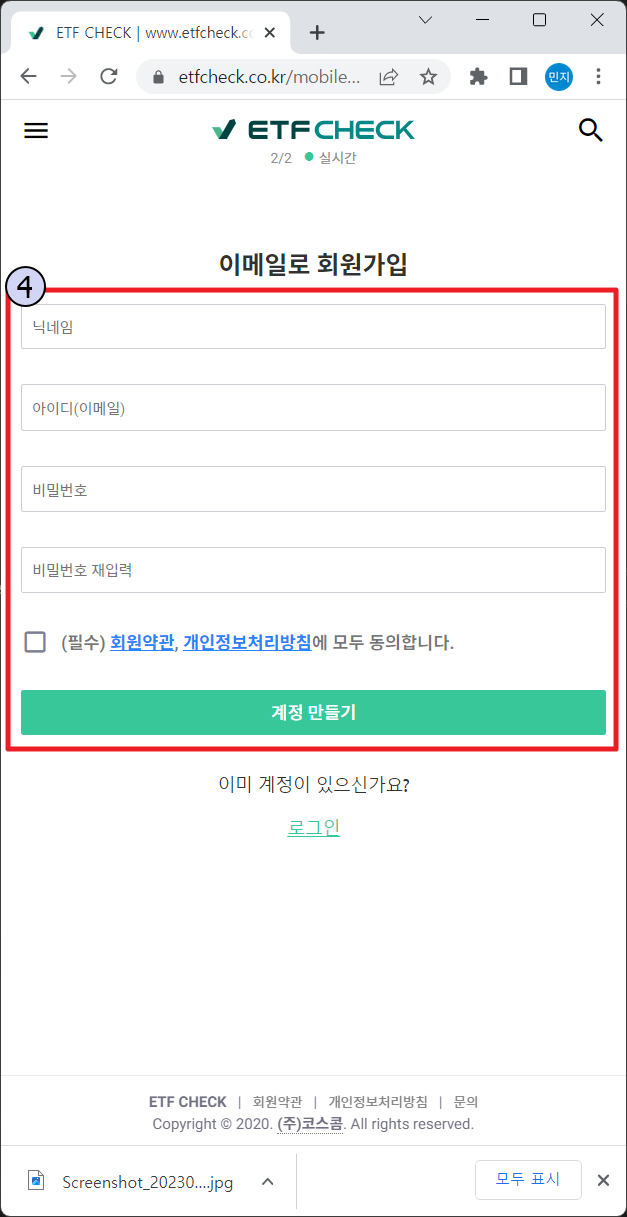 ETF CHECK | www.etfcheck.co
etfcheck.co.kr/mobile...
민지
ETF CHECK
2/2 실시간
이메일로 회원가입
4
닉네임
아이디(이메일)
비밀번호
비밀번호 재입력
(필수) 회원약관, 개인정보처리방침에 모두 동의합니다.
계정 만들기
이미 계정이 있으신가요?
로그인
ETF CHECK | 회원약관 | 개인정보처리방침 | 문의
Copyright © 2020. (주)코스콤. All rights reserved.
Screenshot_20230....jpg
모두 표시